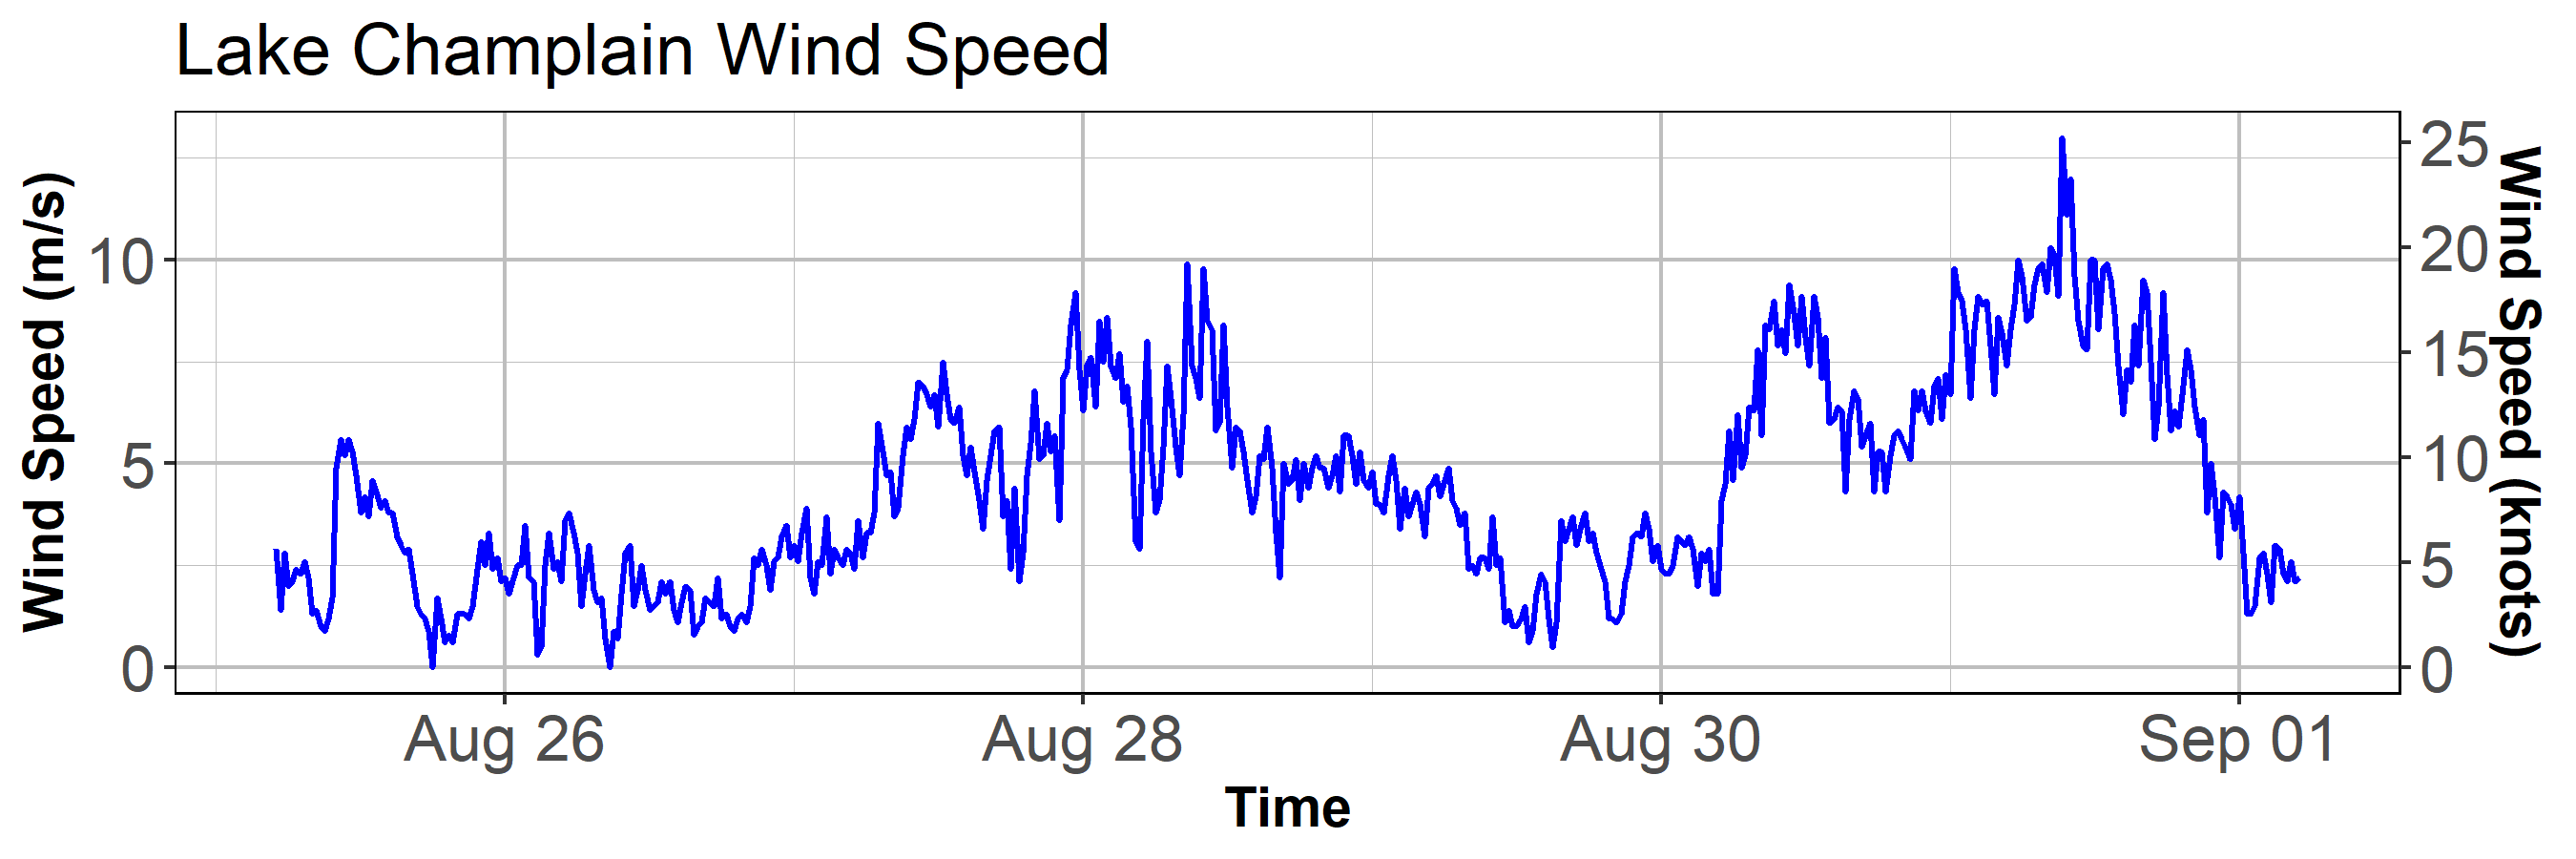 Lake Champlain Wind Speed
Wind Speed (m/s)
10
5
0
25
20
15
10
5
0
Wind Speed (knots)
Aug 26
Aug 28
Aug 30
Sep 01
Time